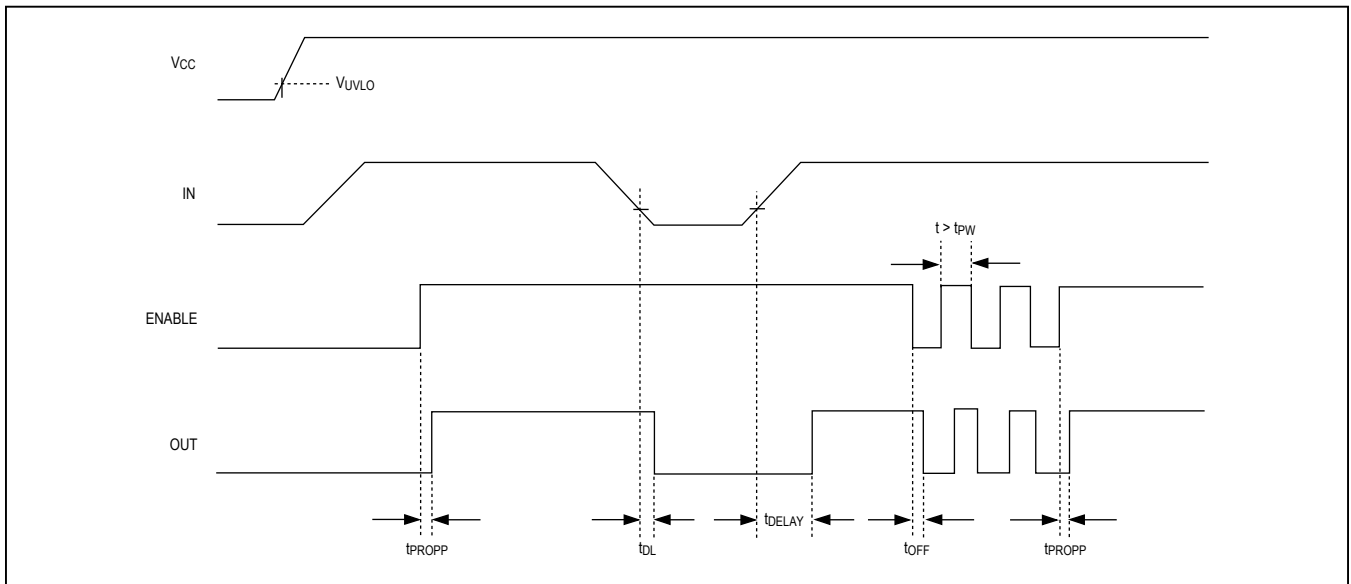 VCC
VUVLO
IN
t > tPW
ENABLE
OUT
tDELAY
tPROPP
tDL
tOFF
tPROPP